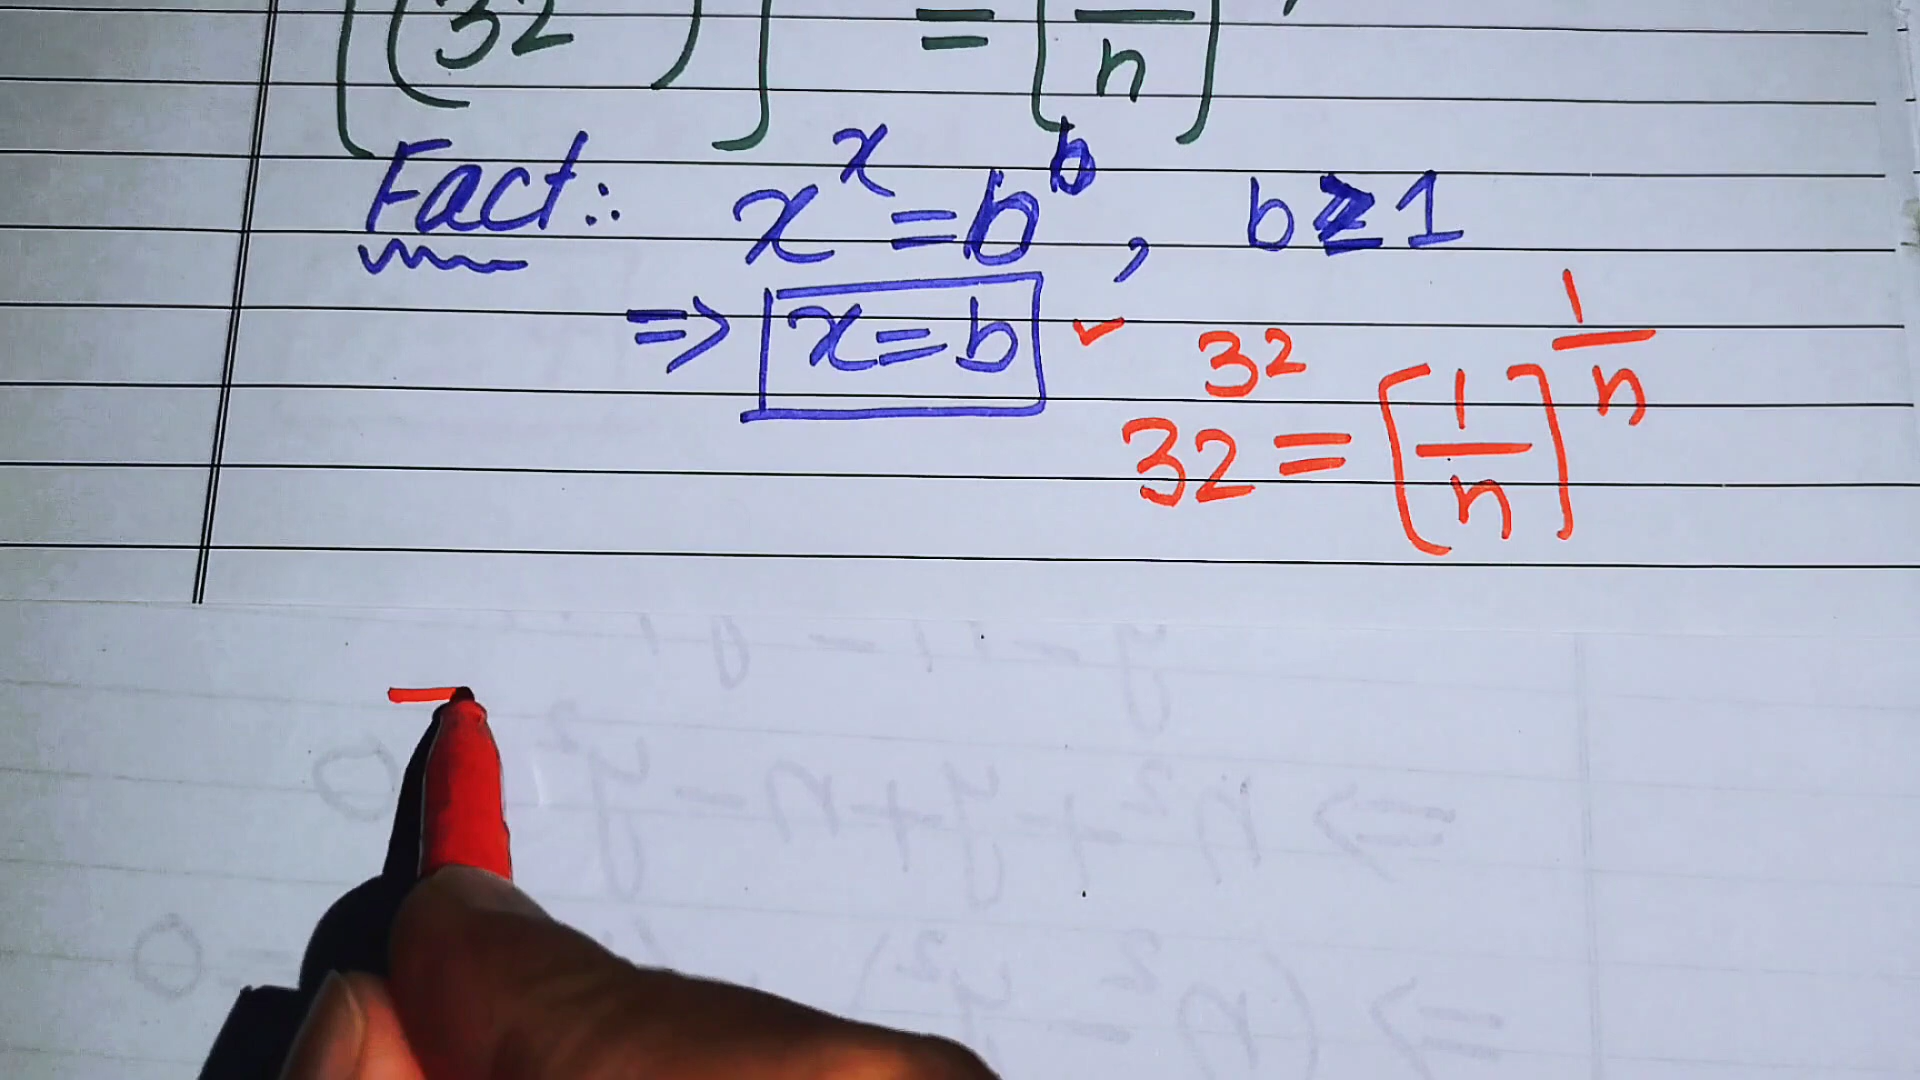 [(32)] = [—/n]
Fact:. x^x = b^b, b ≥ 1
=> x = b ✓
32^32 = [1/n]^(1/n)